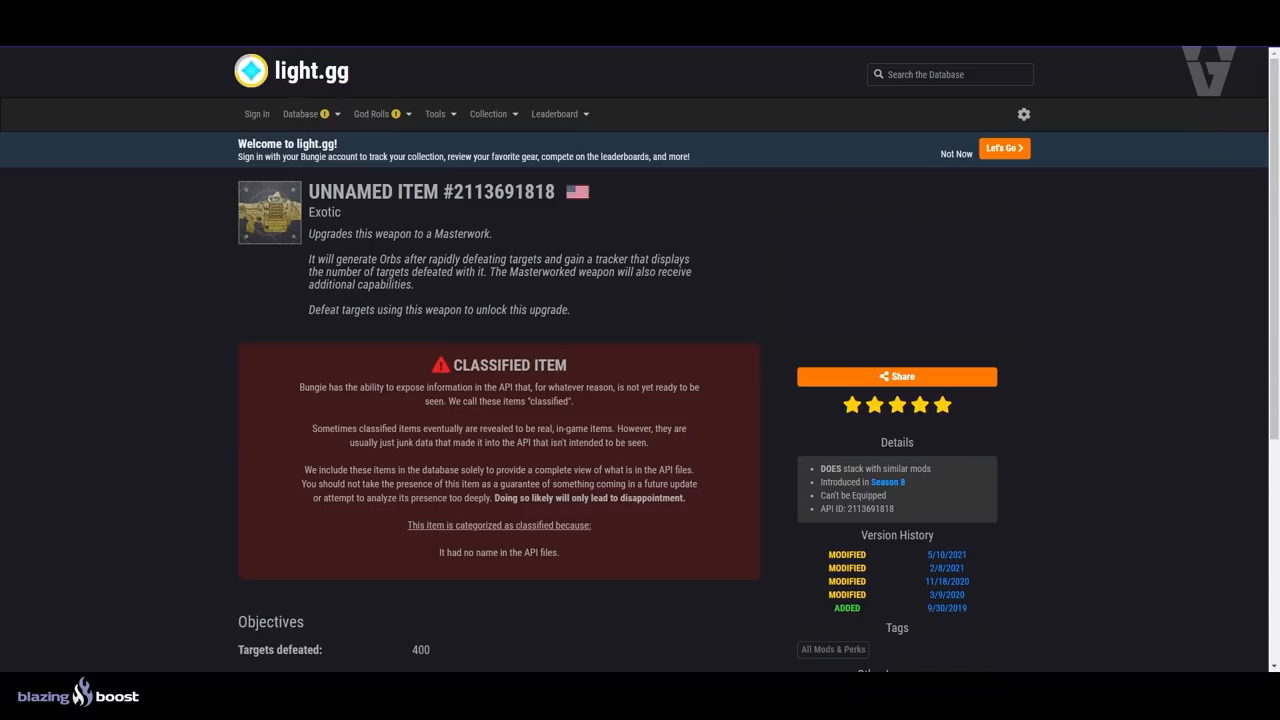 light.gg
Search the Database
Sign In
Database
God Rolls
Tools
Collection
Leaderboard
Welcome to light.gg!
Sign in with your Bungie account to track your collection, review your favorite gear, compete on the leaderboards, and more!
Not Now
Let's Go
UNNAMED ITEM #2113691818
Exotic
Upgrades this weapon to a Masterwork.
It will generate Orbs after rapidly defeating targets and gain a tracker that displays
the number of targets defeated with it. The Masterworked weapon will also receive
additional capabilities.
Defeat targets using this weapon to unlock this upgrade.
CLASSIFIED ITEM
Bungie has the ability to expose information in the API that, for whatever reason, is not yet ready to be
seen. We call these items "classified".
Sometimes classified items eventually are revealed to be real, in-game items. However, they are
usually just junk data that made it into the API that isn't intended to be seen.
We include these items in the database solely to provide a complete view of what is in the API files.
You should not take the presence of this item as a guarantee of something coming in a future update
or attempt to analyze its presence too deeply. Doing so likely will only lead to disappointment.
This item is categorized as classified because:
It had no name in the API files.
Objectives
Targets defeated: 400
Share
Details
DOES stack with similar mods
Introduced in Season 8
Can't be Equipped
API ID: 2113691818
Version History
MODIFIED 5/10/2021
MODIFIED 2/8/2021
MODIFIED 11/18/2020
MODIFIED 3/9/2020
ADDED 9/30/2019
Tags
All Mods & Perks
blazing boost